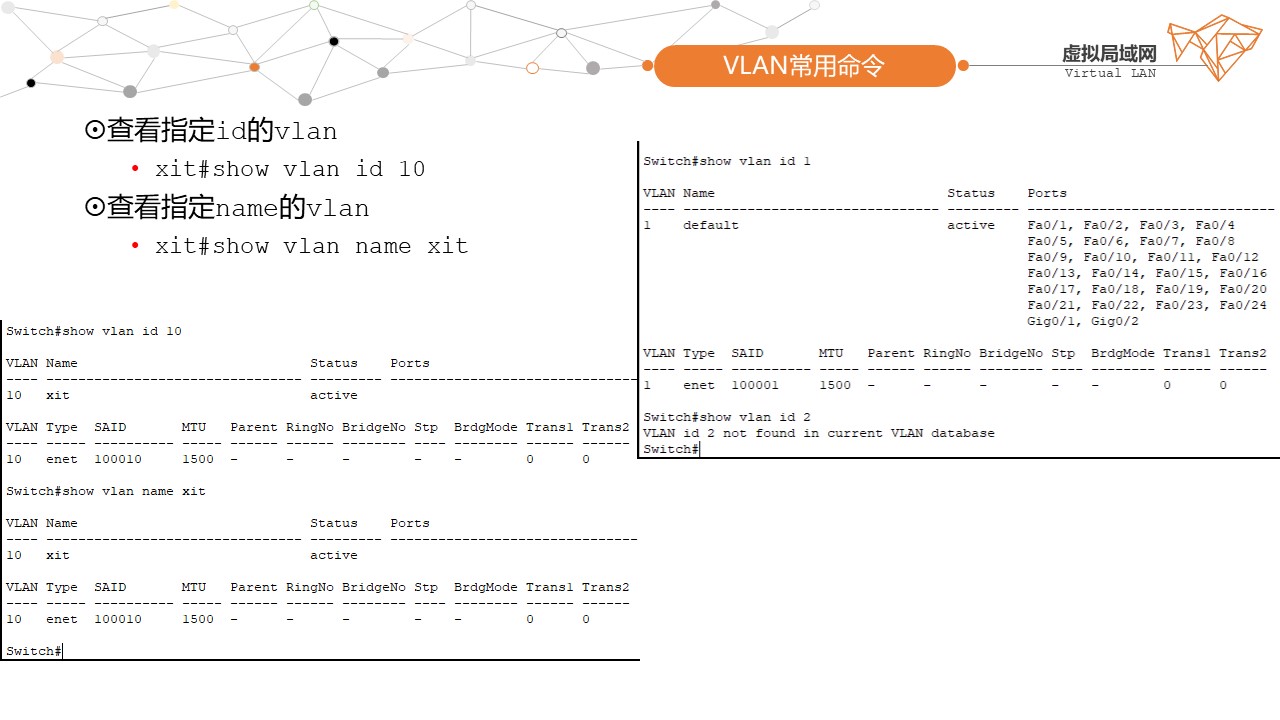 VLAN常用命令
虚拟局域网
Virtual LAN
查看指定id的vlan
• xit#show vlan id 10
查看指定name的vlan
• xit#show vlan name xit
Switch#show vlan id 10
VLAN Name                             Status    Ports
---- -------------------------------- --------- -------------------------------
10   xit                              active
VLAN Type  SAID       MTU   Parent RingNo BridgeNo Stp  BrdgMode Trans1 Trans2
---- ----- ---------- ----- ------ ------ -------- ---- -------- ------ ------
10   enet  100010     1500  -      -      -        -    -        0      0
Switch#show vlan name xit
VLAN Name                             Status    Ports
---- -------------------------------- --------- -------------------------------
10   xit                              active
VLAN Type  SAID       MTU   Parent RingNo BridgeNo Stp  BrdgMode Trans1 Trans2
---- ----- ---------- ----- ------ ------ -------- ---- -------- ------ ------
10   enet  100010     1500  -      -      -        -    -        0      0
Switch#
Switch#show vlan id 1
VLAN Name                             Status    Ports
---- -------------------------------- --------- -------------------------------
1    default                          active    Fa0/1, Fa0/2, Fa0/3, Fa0/4
Fa0/5, Fa0/6, Fa0/7, Fa0/8
Fa0/9, Fa0/10, Fa0/11, Fa0/12
Fa0/13, Fa0/14, Fa0/15, Fa0/16
Fa0/17, Fa0/18, Fa0/19, Fa0/20
Fa0/21, Fa0/22, Fa0/23, Fa0/24
Gig0/1, Gig0/2
VLAN Type  SAID       MTU   Parent RingNo BridgeNo Stp  BrdgMode Trans1 Trans2
---- ----- ---------- ----- ------ ------ -------- ---- -------- ------ ------
1    enet  100001     1500  -      -      -        -    -        0      0
Switch#show vlan id 2
VLAN id 2 not found in current VLAN database
Switch#